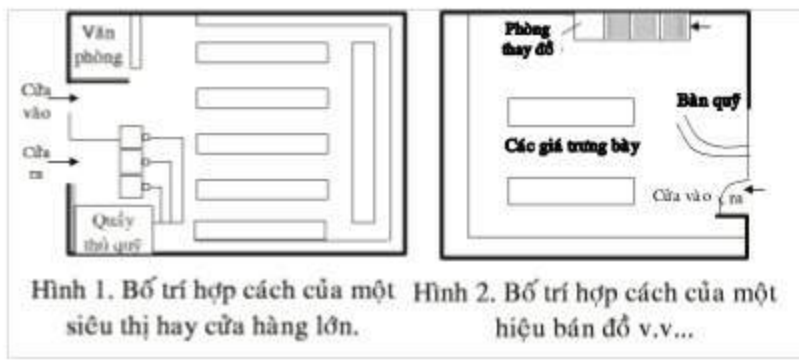 Văn
phòng
Cửa
vào
Cửa
ra
Quầy
thủ quỹ
Phòng
thay đồ
Bàn quỹ
Các giá trưng bày
Cửa vào
ra
Hình 1. Bố trí hợp cách của một
siêu thị hay cửa hàng lớn.
Hình 2. Bố trí hợp cách của một
hiệu bán đồ v.v...